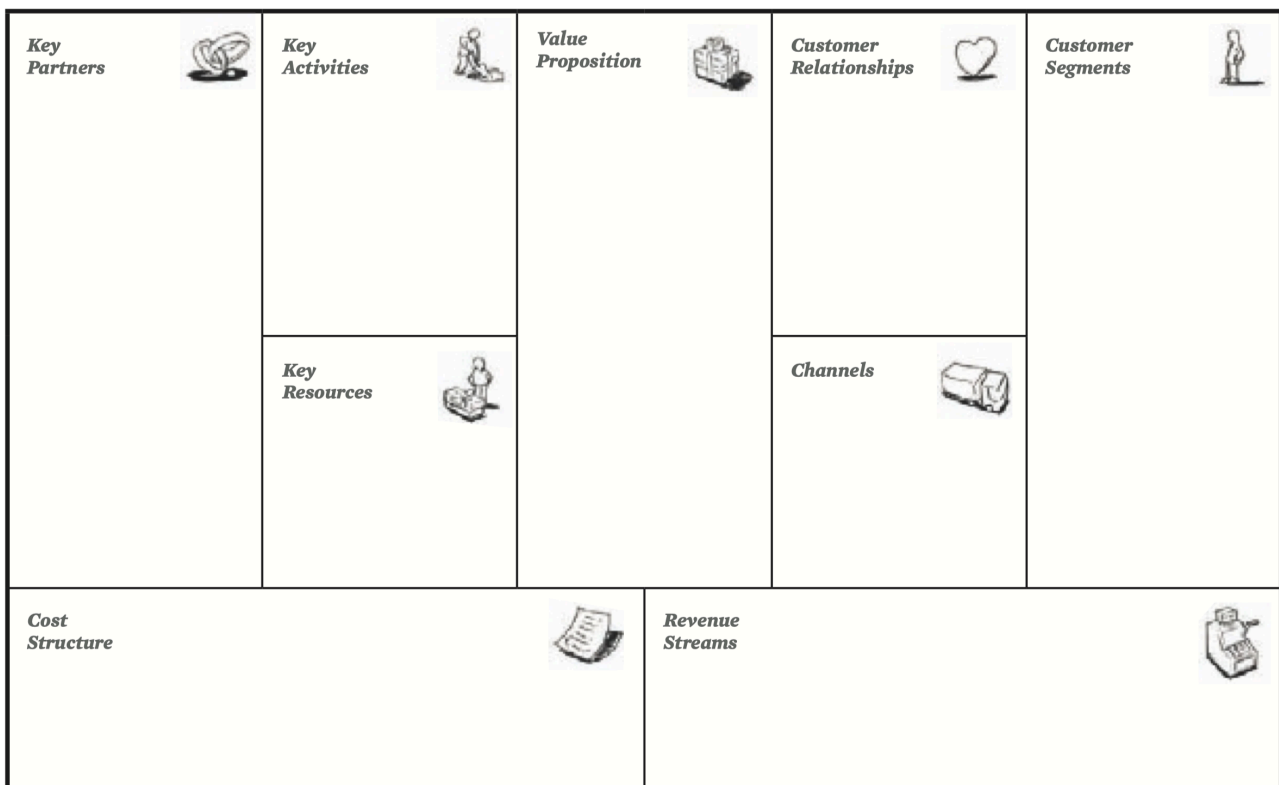 Key
Partners
Key
Activities
Value
Proposition
Customer
Relationships
Customer
Segments
Key
Resources
Channels
Cost
Structure
Revenue
Streams